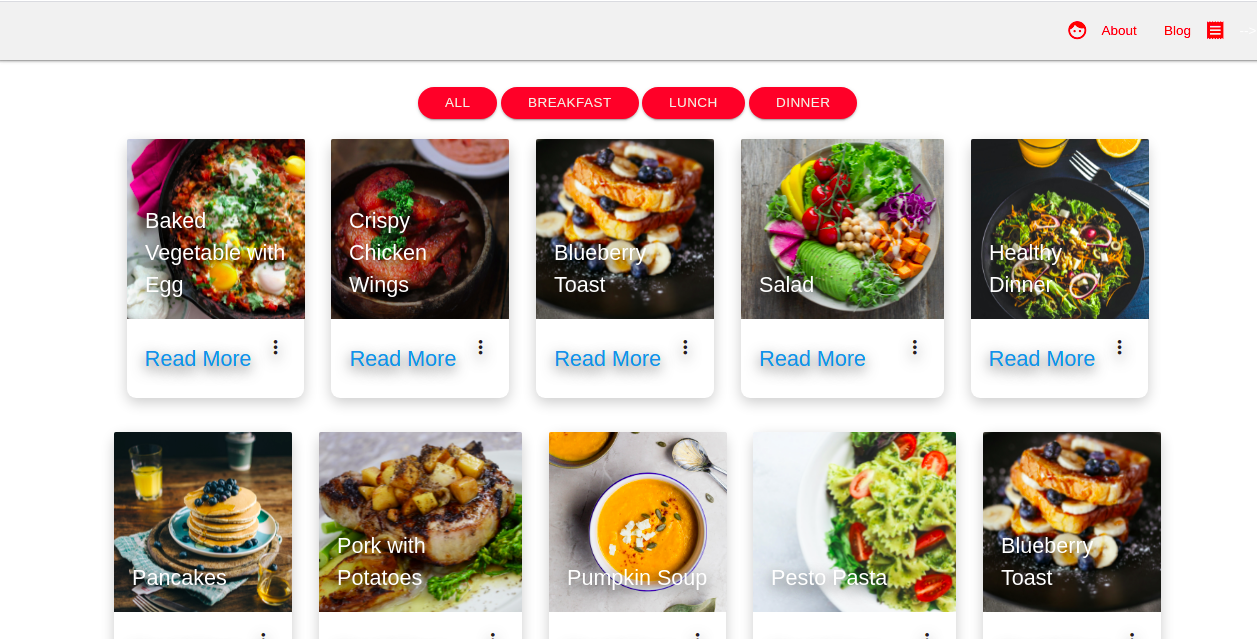 About Blog -->
ALL BREAKFAST LUNCH DINNER
Baked
Vegetable with
Egg
Crispy
Chicken
Wings
Blueberry
Toast
Salad
Healthy
Dinner
Read More Read More Read More Read More Read More
Pancakes
Pork with
Potatoes
Pumpkin Soup
Pesto Pasta
Blueberry
Toast